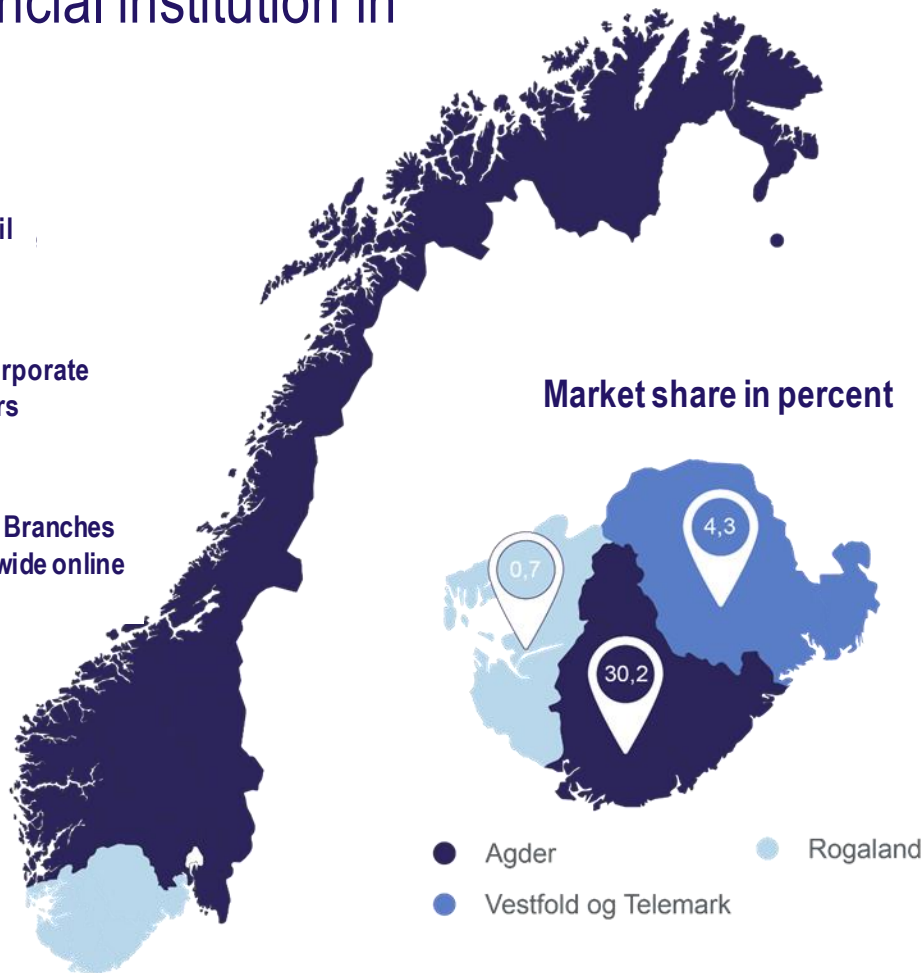 ncial institution in
il
rporate
rs
Branches
wide online
Market share in percent
4,3
0,7
30,2
Agder
Rogaland
Vestfold og Telemark